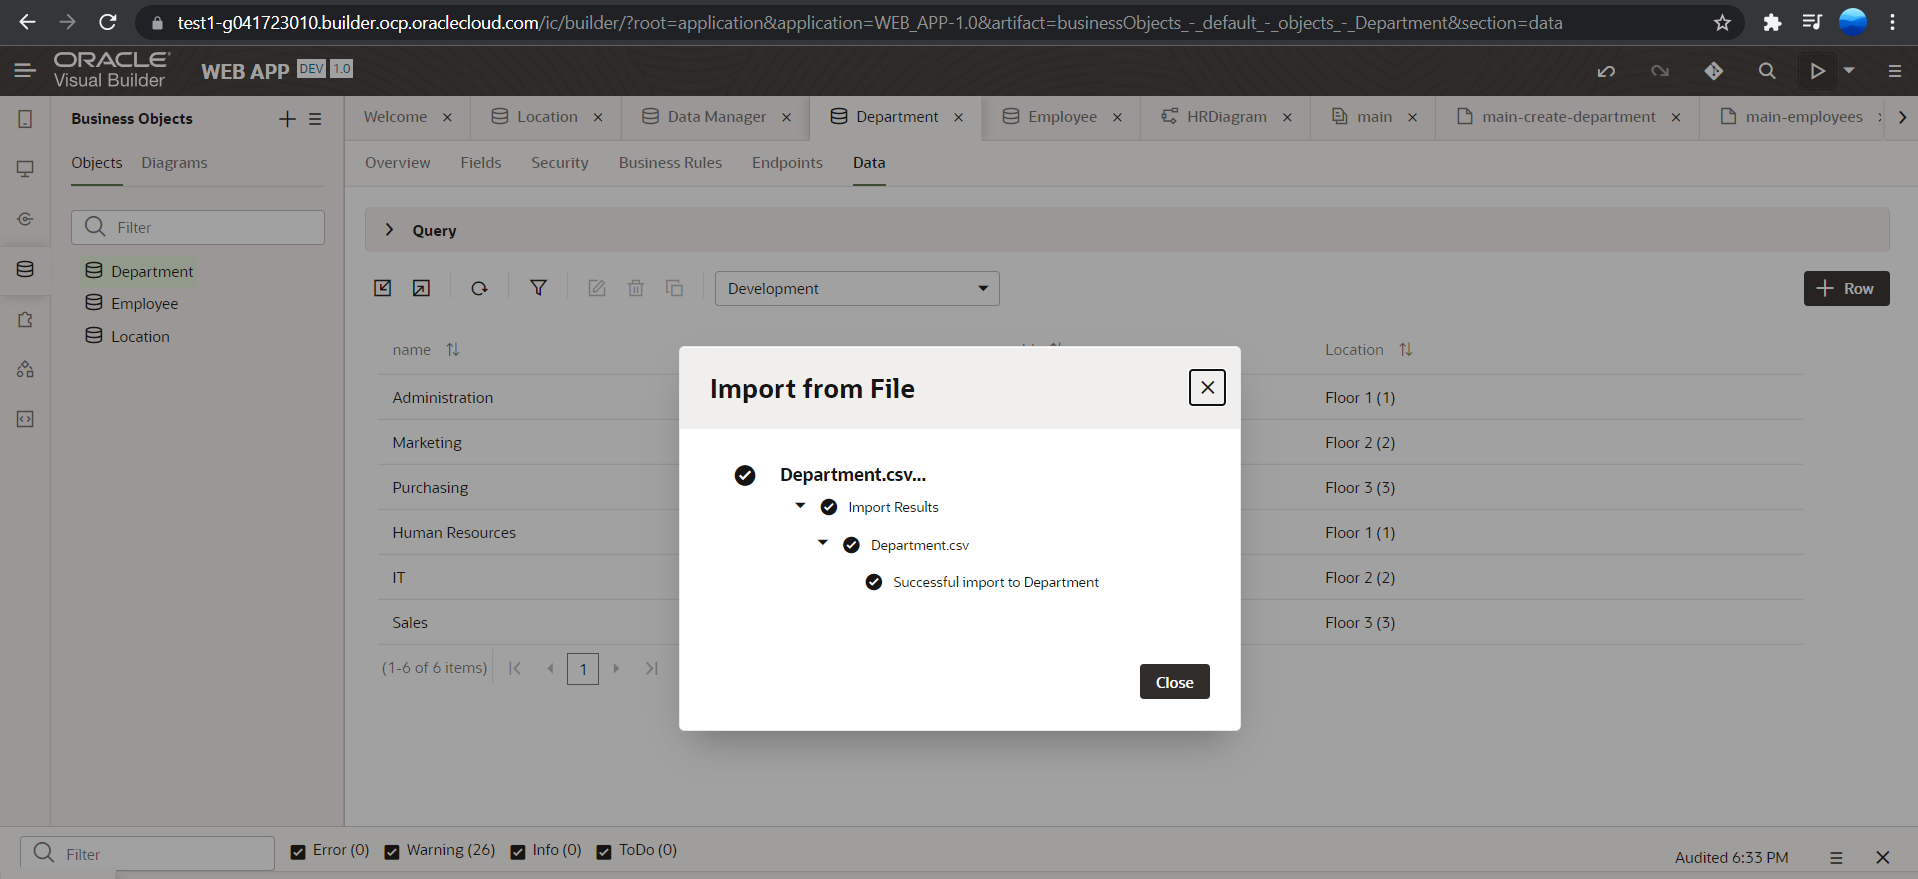 test1-g041723010.builder.ocp.oraclecloud.com/ic/builder/?root=application&application=WEB_APP-1.0&artifact=businessObjects_-_default_-_objects_-_Department&section=data
ORACLE
Visual Builder
WEB APP DEV 1.0
Business Objects
Welcome Location Data Manager Department Employee HRDiagram main main-create-department main-employees
Objects Diagrams
Overview Fields Security Business Rules Endpoints Data
Filter
Query
Department
Employee
Location
Development
Row
name Location
Administration Floor 1 (1)
Marketing Floor 2 (2)
Purchasing Floor 3 (3)
Human Resources Floor 1 (1)
IT Floor 2 (2)
Sales Floor 3 (3)
(1-6 of 6 items) 1
Import from File
Department.csv...
Import Results
Department.csv
Successful import to Department
Close
Filter Error (0) Warning (26) Info (0) ToDo (0)
Audited 6:33 PM